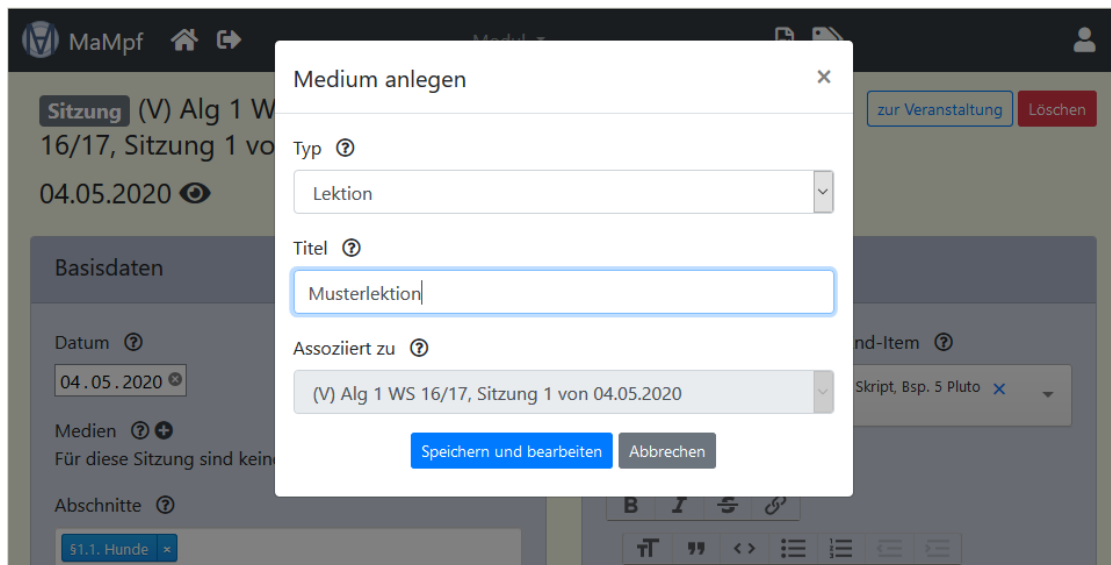 MaMpf
Modul
Sitzung (V) Alg 1 W
16/17, Sitzung 1 vo
04.05.2020
zur Veranstaltung
Löschen
Medium anlegen ×
Typ ?
Lektion
Titel ?
Musterlektion
Assoziiert zu ?
(V) Alg 1 WS 16/17, Sitzung 1 von 04.05.2020
Speichern und bearbeiten
Abbrechen
Basisdaten
Datum ?
04.05.2020
Medien ?
Für diese Sitzung sind kein
Abschnitte ?
§1.1. Hunde ×
nd-Item ?
Skript, Bsp. 5 Pluto ×
B I S